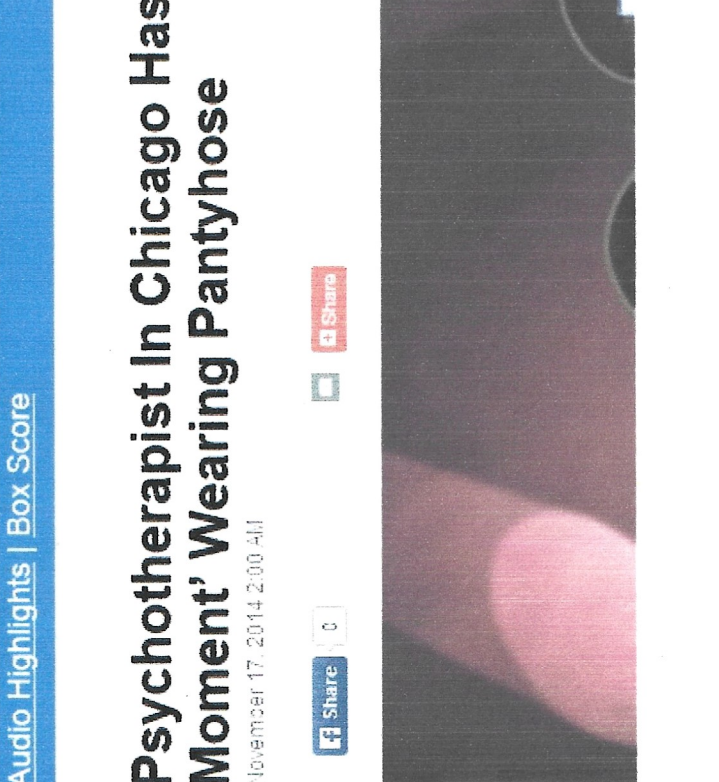 Audio Highlights | Box Score
Psychotherapist In Chicago Has
Moment' Wearing Pantyhose
November 17, 2014 2:00 AM
Share 0 + Share